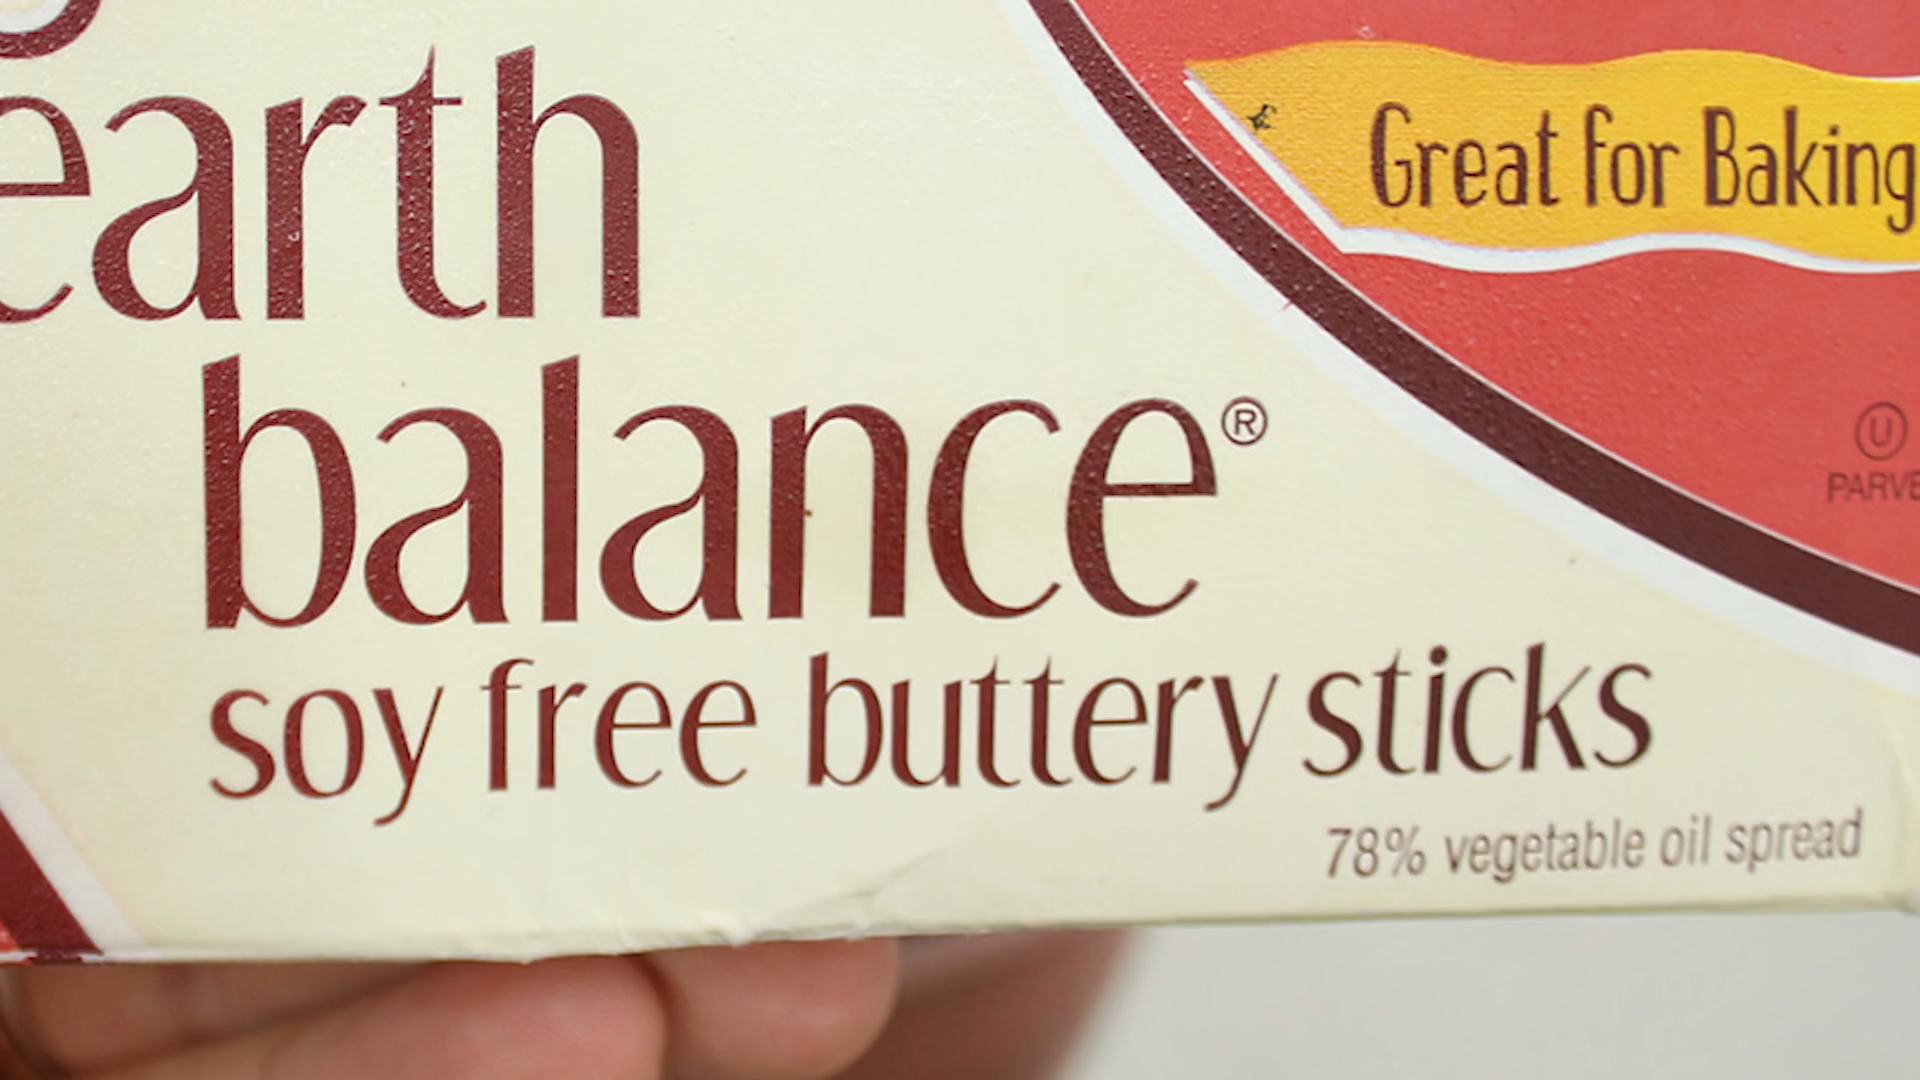 earth
balance®
soy free buttery sticks
78% vegetable oil spread
Great for Baking
U
PARVE